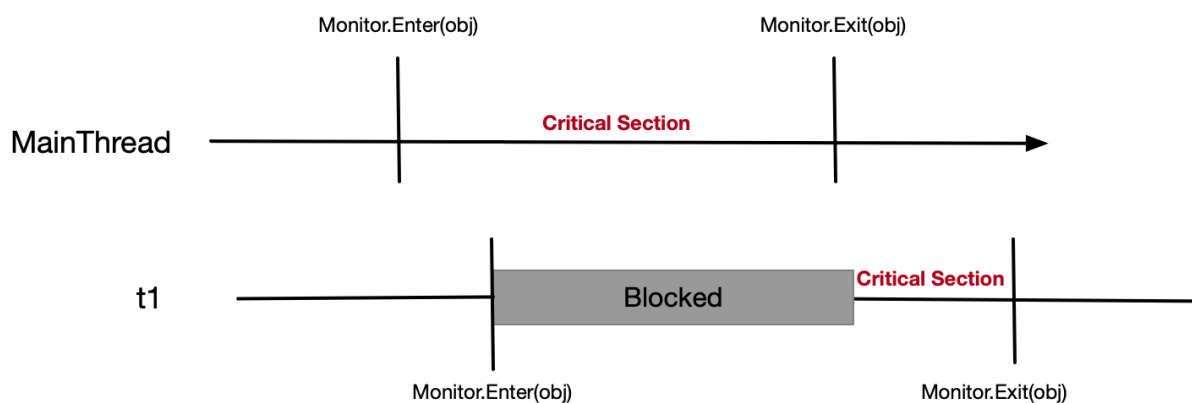 Monitor.Enter(obj)
Monitor.Exit(obj)
MainThread
Critical Section
t1
Blocked
Critical Section
Monitor.Enter(obj)
Monitor.Exit(obj)